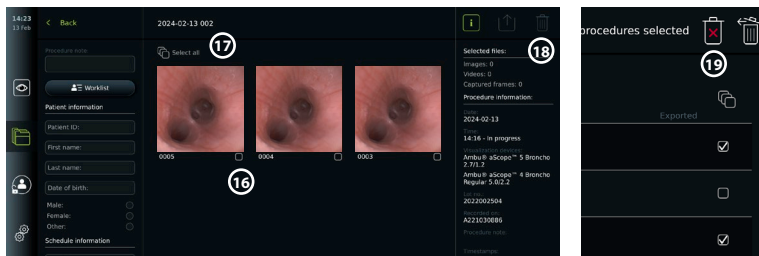 14:23
13 Feb
Back
2024-02-13 002
i
Procedure note:
Select all
17
18
Selected files:
Images: 0
Videos: 0
Captured frames: 0
Worklist
Patient information
Procedure information:
Patient ID:
Date:
2024-02-13
First name:
Time:
14:16 - In progress
Last name:
Visualization devices:
Ambu® aScope™ 5 Broncho
2.7/1.2
0005
0004
0003
16
Date of birth:
Ambu® aScope™ 4 Broncho
Regular 5.0/2.2
Male:
Female:
Other:
Lot no.:
2022002504
Recorded on:
A221030886
Schedule information
Procedure note:
Timestamps:
procedures selected
19
Exported